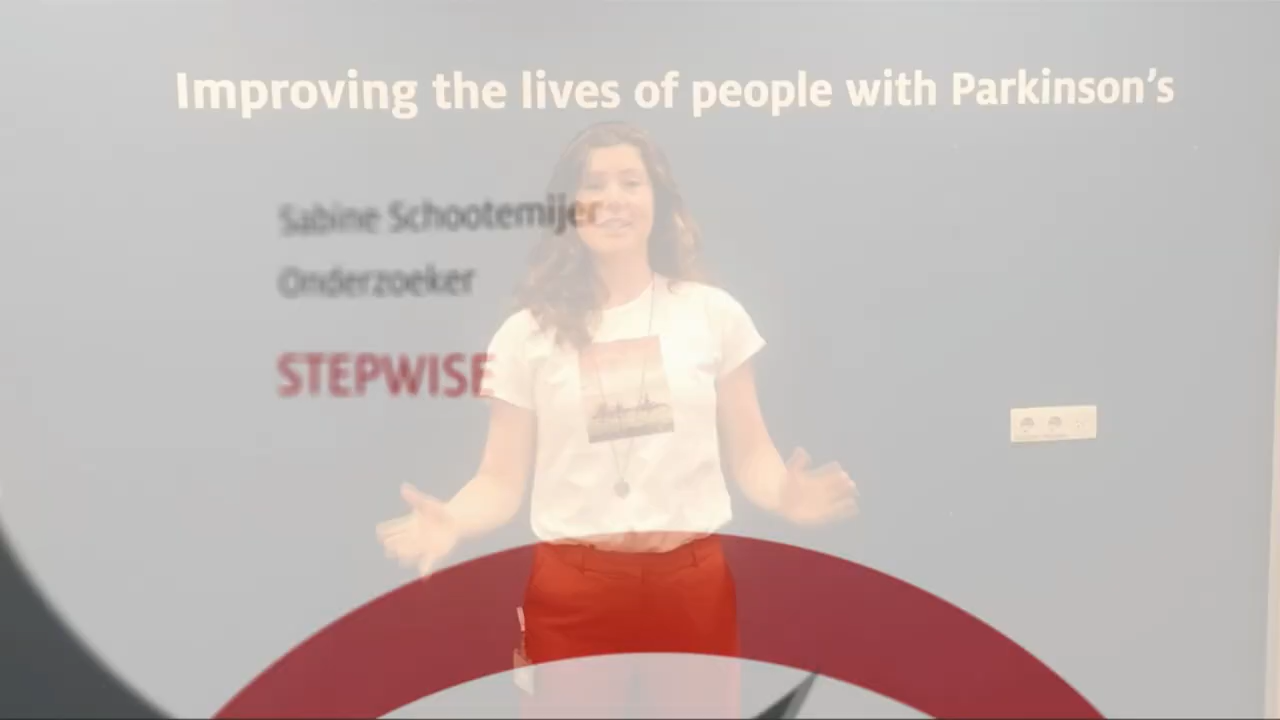 Improving the lives of people with Parkinson’s
Sabine Schootemijer
Onderzoeker
STEPWISE